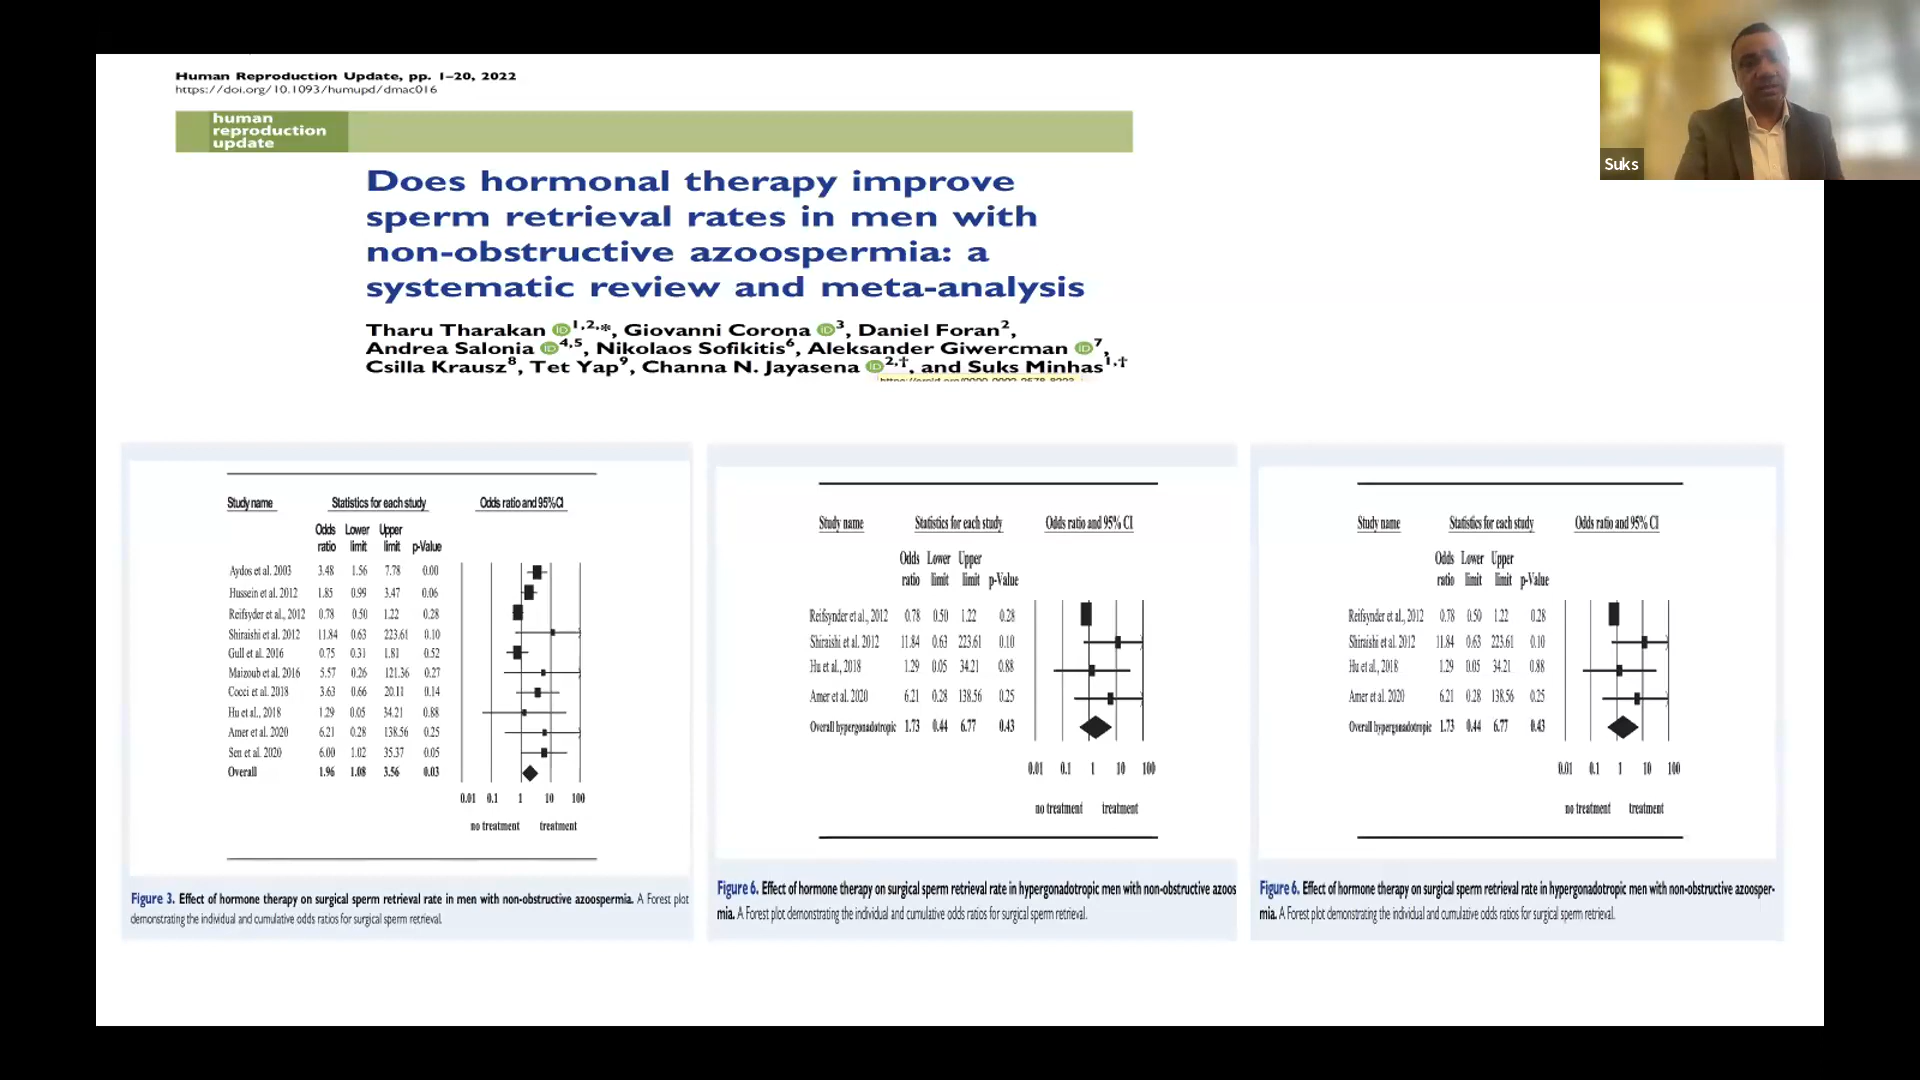 Human Reproduction Update, pp. 1–20, 2022
https://doi.org/10.1093/humupd/dmac016
human
reproduction
update
Does hormonal therapy improve
sperm retrieval rates in men with
non-obstructive azoospermia: a
systematic review and meta-analysis
Tharu Tharakan iD 1,2,*, Giovanni Corona iD 3, Daniel Foran2,
Andrea Salonia iD 4,5, Nikolaos Sofikitis6, Aleksander Giwercman iD 7,
Csilla Krausz8, Tet Yap9, Channa N. Jayasena iD 2,†, and Suks Minhas1,†
Suks
Study name Statistics for each study Odds ratio and 95%CI
Odds Lower Upper
ratio limit limit p-Value
Aydos et al. 2003 3.48 1.56 7.78 0.00
Hussein et al. 2012 1.85 0.99 3.47 0.06
Reifsyder et al., 2012 0.78 0.50 1.22 0.28
Shiraishi et al. 2012 11.84 0.63 223.61 0.10
Gull et al. 2016 0.75 0.31 1.81 0.52
Maizoub et al. 2016 5.57 0.26 121.36 0.27
Cocci et al. 2018 3.63 0.66 20.11 0.14
Hu et al., 2018 1.29 0.05 34.21 0.88
Amer et al. 2020 6.21 0.28 138.56 0.25
Sen et al. 2020 6.00 1.02 35.37 0.05
Overall 1.96 1.08 3.56 0.03
0.01 0.1 1 10 100
no treatment treatment
Figure 3. Effect of hormone therapy on surgical sperm retrieval rate in men with non-obstructive azoospermia. A Forest plot
demonstrating the individual and cumulative odds ratios for surgical sperm retrieval.
Study name Statistics for each study Odds ratio and 95% CI
Odds Lower Upper
ratio limit limit p-Value
Reifsynder et al., 2012 0.78 0.50 1.22 0.28
Shiraishi et al. 2012 11.84 0.63 223.61 0.10
Hu et al., 2018 1.29 0.05 34.21 0.88
Amer et al. 2020 6.21 0.28 138.56 0.25
Overall hypergonadotropic 1.73 0.44 6.77 0.43
0.01 0.1 1 10 100
no treatment treatment
Figure 6. Effect of hormone therapy on surgical sperm retrieval rate in hypergonadotropic men with non-obstructive azoos
mia. A Forest plot demonstrating the individual and cumulative odds ratios for surgical sperm retrieval.
Study name Statistics for each study Odds ratio and 95% CI
Odds Lower Upper
ratio limit limit p-Value
Reifsynder et al., 2012 0.78 0.50 1.22 0.28
Shiraishi et al. 2012 11.84 0.63 223.61 0.10
Hu et al., 2018 1.29 0.05 34.21 0.88
Amer et al. 2020 6.21 0.28 138.56 0.25
Overall hypergonadotropic 1.73 0.44 6.77 0.43
0.01 0.1 1 10 100
no treatment treatment
Figure 6. Effect of hormone therapy on surgical sperm retrieval rate in hypergonadotropic men with non-obstructive azoosper-
mia. A Forest plot demonstrating the individual and cumulative odds ratios for surgical sperm retrieval.